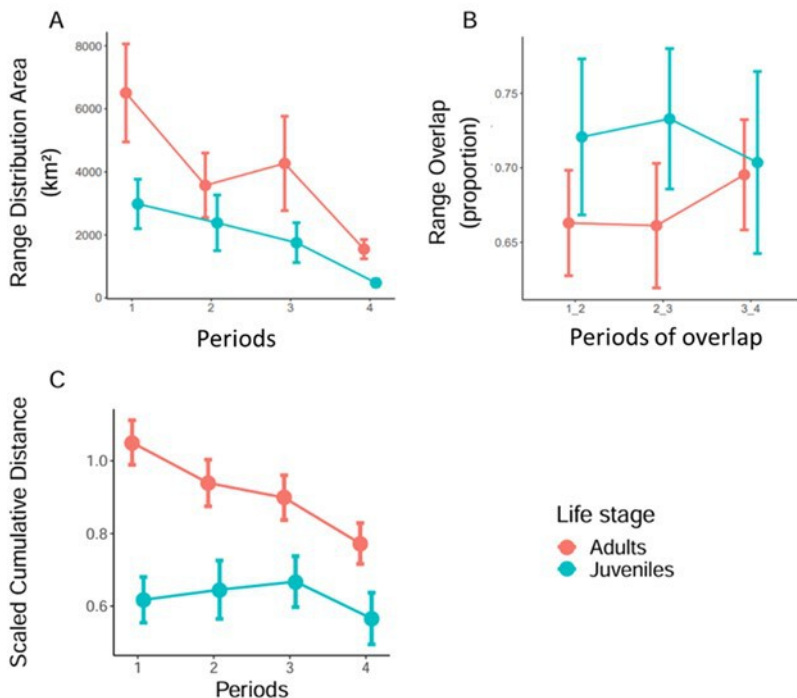 A
Range Distribution Area
(km²)
8000
6000
4000
2000
0
1
2
3
4
Periods
B
Range Overlap
(proportion)
0.75
0.70
0.65
1_2
2_3
3_4
Periods of overlap
C
Scaled Cumulative Distance
1.0
0.8
0.6
1
2
3
4
Periods
Life stage
Adults
Juveniles